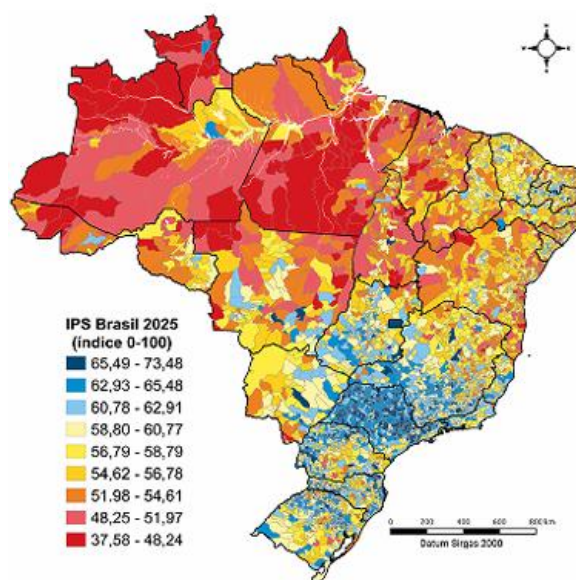 N
W
E
S
IPS Brasil 2025
(índice 0-100)
65,49 - 73,48
62,93 - 65,48
60,78 - 62,91
58,80 - 60,77
56,79 - 58,79
54,62 - 56,78
51.98 - 54,61
48,25 - 51,97
37,58 - 48,24
0 200 400 600 800 km
Datum Sirgas 2000